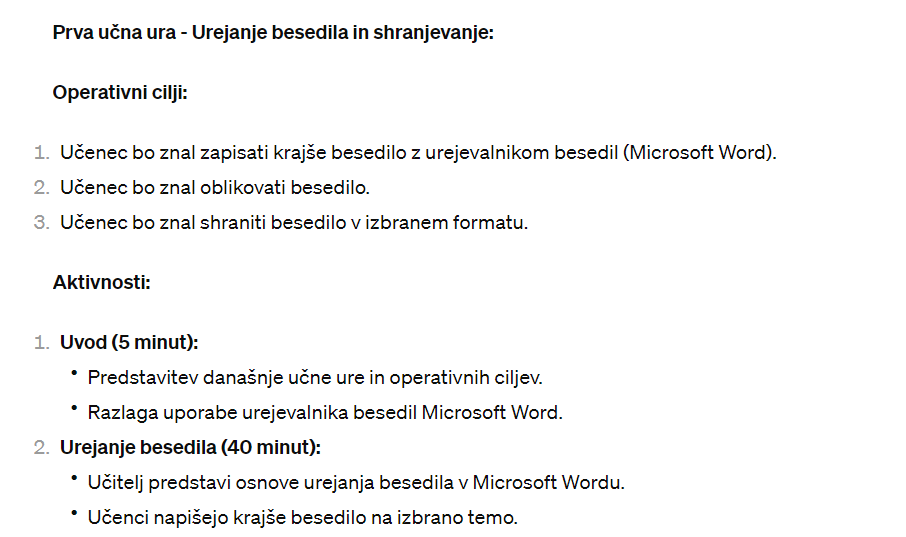 Prva učna ura - Urejanje besedila in shranjevanje:
Operativni cilji:
1. Učenec bo znal zapisati krajše besedilo z urejevalnikom besedil (Microsoft Word).
2. Učenec bo znal oblikovati besedilo.
3. Učenec bo znal shraniti besedilo v izbranem formatu.
Aktivnosti:
1. Uvod (5 minut):
• Predstavitev današnje učne ure in operativnih ciljev.
• Razlaga uporabe urejevalnika besedil Microsoft Word.
2. Urejanje besedila (40 minut):
• Učitelj predstavi osnove urejanja besedila v Microsoft Wordu.
• Učenci napišejo krajše besedilo na izbrano temo.